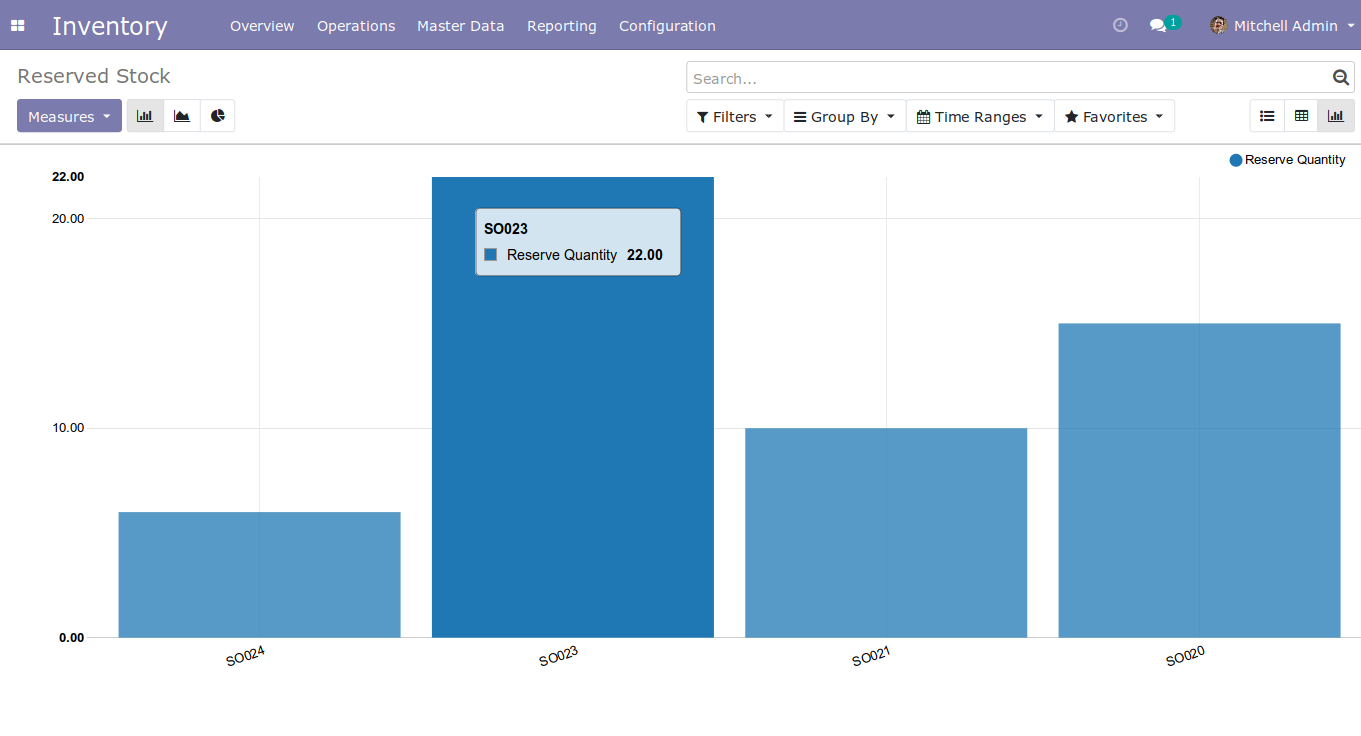 Inventory Overview Operations Master Data Reporting Configuration 1 Mitchell Admin
Reserved Stock
Search...
Measures Filters Group By Time Ranges Favorites
Reserve Quantity
22.00
20.00
SO023
Reserve Quantity 22.00
10.00
0.00
SO024 SO023 SO021 SO020